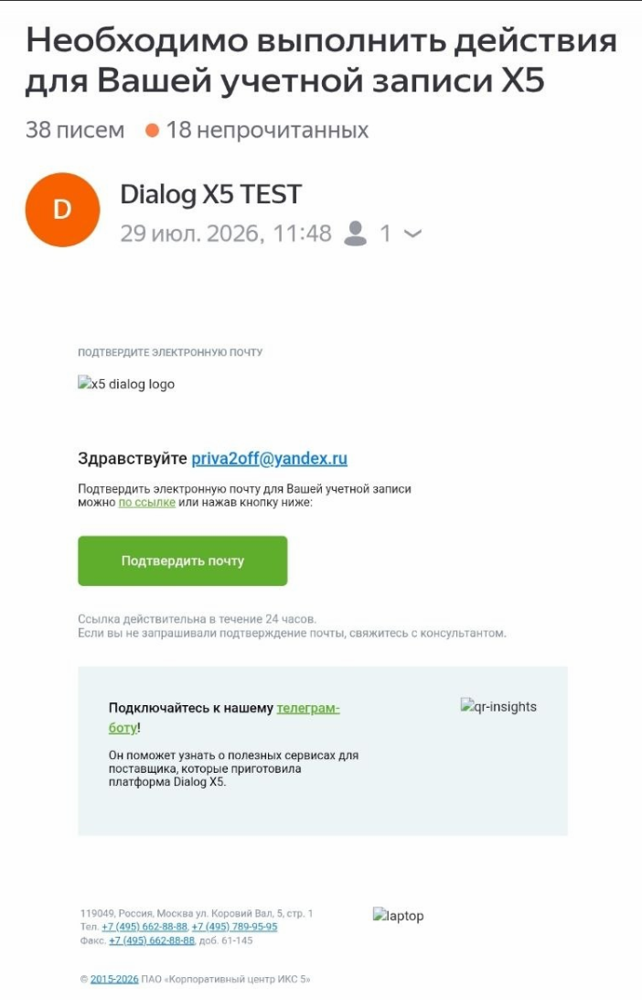 Необходимо выполнить действия
для Вашей учетной записи X5
38 писем 18 непрочитанных
D
Dialog X5 TEST
29 июл. 2026, 11:48 1
ПОДТВЕРДИТЕ ЭЛЕКТРОННУЮ ПОЧТУ
x5 dialog logo
Здравствуйте priva2off@yandex.ru
Подтвердить электронную почту для Вашей учетной записи
можно по ссылке или нажав кнопку ниже:
Подтвердить почту
Ссылка действительна в течение 24 часов.
Если вы не запрашивали подтверждение почты, свяжитесь с консультантом.
Подключайтесь к нашему телеграм-
боту!
qr-insights
Он поможет узнать о полезных сервисах для
поставщика, которые приготовила
платформа Dialog X5.
119049, Россия, Москва ул. Коровий Вал, 5, стр. 1
Тел. +7 (495) 662-88-88, +7 (495) 789-95-95
Факс. +7 (495) 662-88-88, доб. 61-145
laptop
© 2015-2026 ПАО «Корпоративный центр ИКС 5»